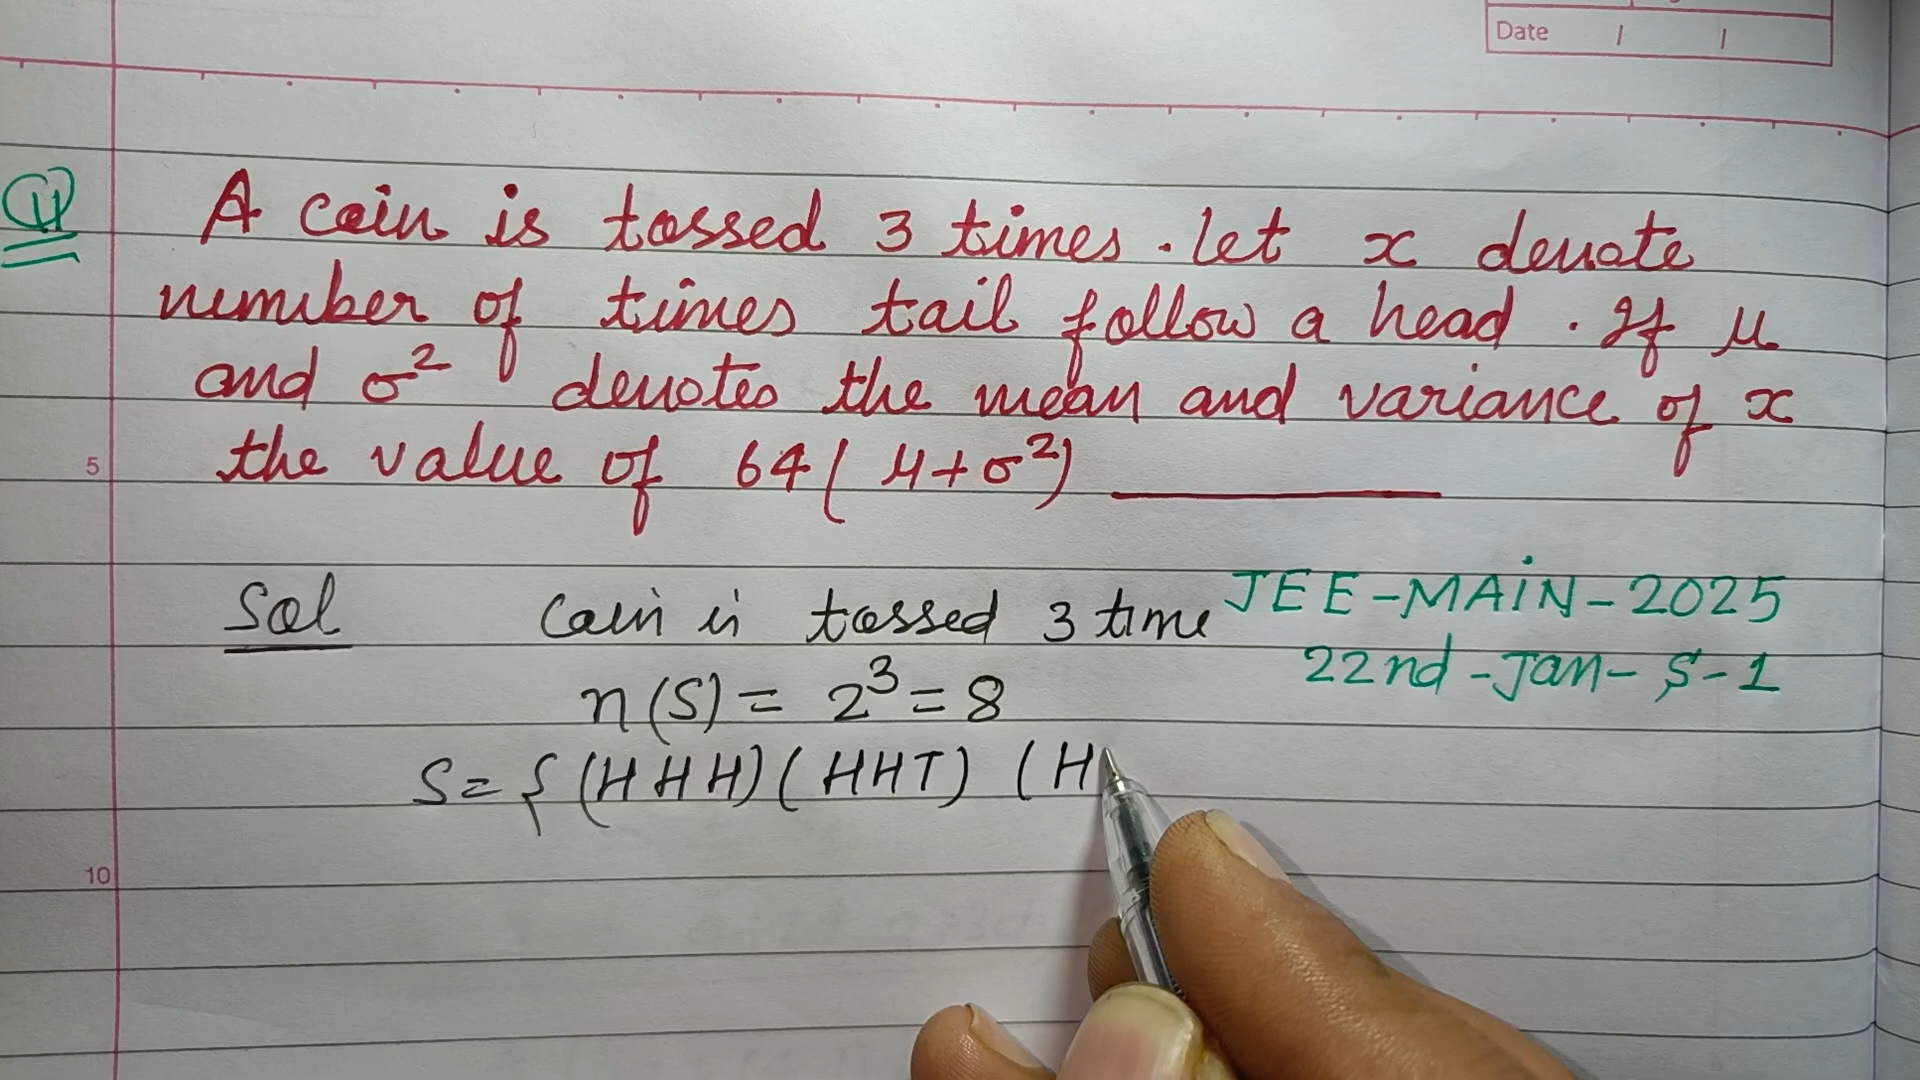 Date / /
Q1 A coin is tossed 3 times. let x denote
number of times tail follow a head. If μ
and σ² denotes the mean and variance of x
5 the value of 64(μ+σ²) ______
Sol Coin is tossed 3 time JEE-MAIN-2025
n(S) = 2³ = 8 22nd-Jan-S-1
S = { (HHH) (HHT) (H
10